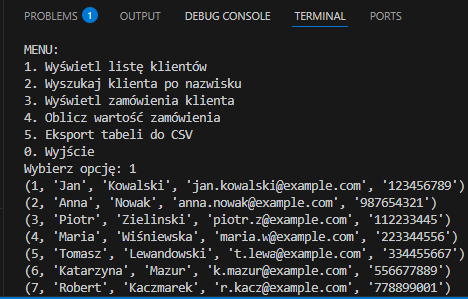 PROBLEMS 1 OUTPUT DEBUG CONSOLE TERMINAL PORTS
MENU:
1. Wyświetl listę klientów
2. Wyszukaj klienta po nazwisku
3. Wyświetl zamówienia klienta
4. Oblicz wartość zamówienia
5. Eksport tabeli do CSV
0. Wyjście
Wybierz opcję: 1
(1, 'Jan', 'Kowalski', 'jan.kowalski@example.com', '123456789')
(2, 'Anna', 'Nowak', 'anna.nowak@example.com', '987654321')
(3, 'Piotr', 'Zielinski', 'piotr.z@example.com', '112233445')
(4, 'Maria', 'Wiśniewska', 'maria.w@example.com', '223344556')
(5, 'Tomasz', 'Lewandowski', 't.lewa@example.com', '334455667')
(6, 'Katarzyna', 'Mazur', 'k.mazur@example.com', '556677889')
(7, 'Robert', 'Kaczmarek', 'r.kacz@example.com', '778899001')